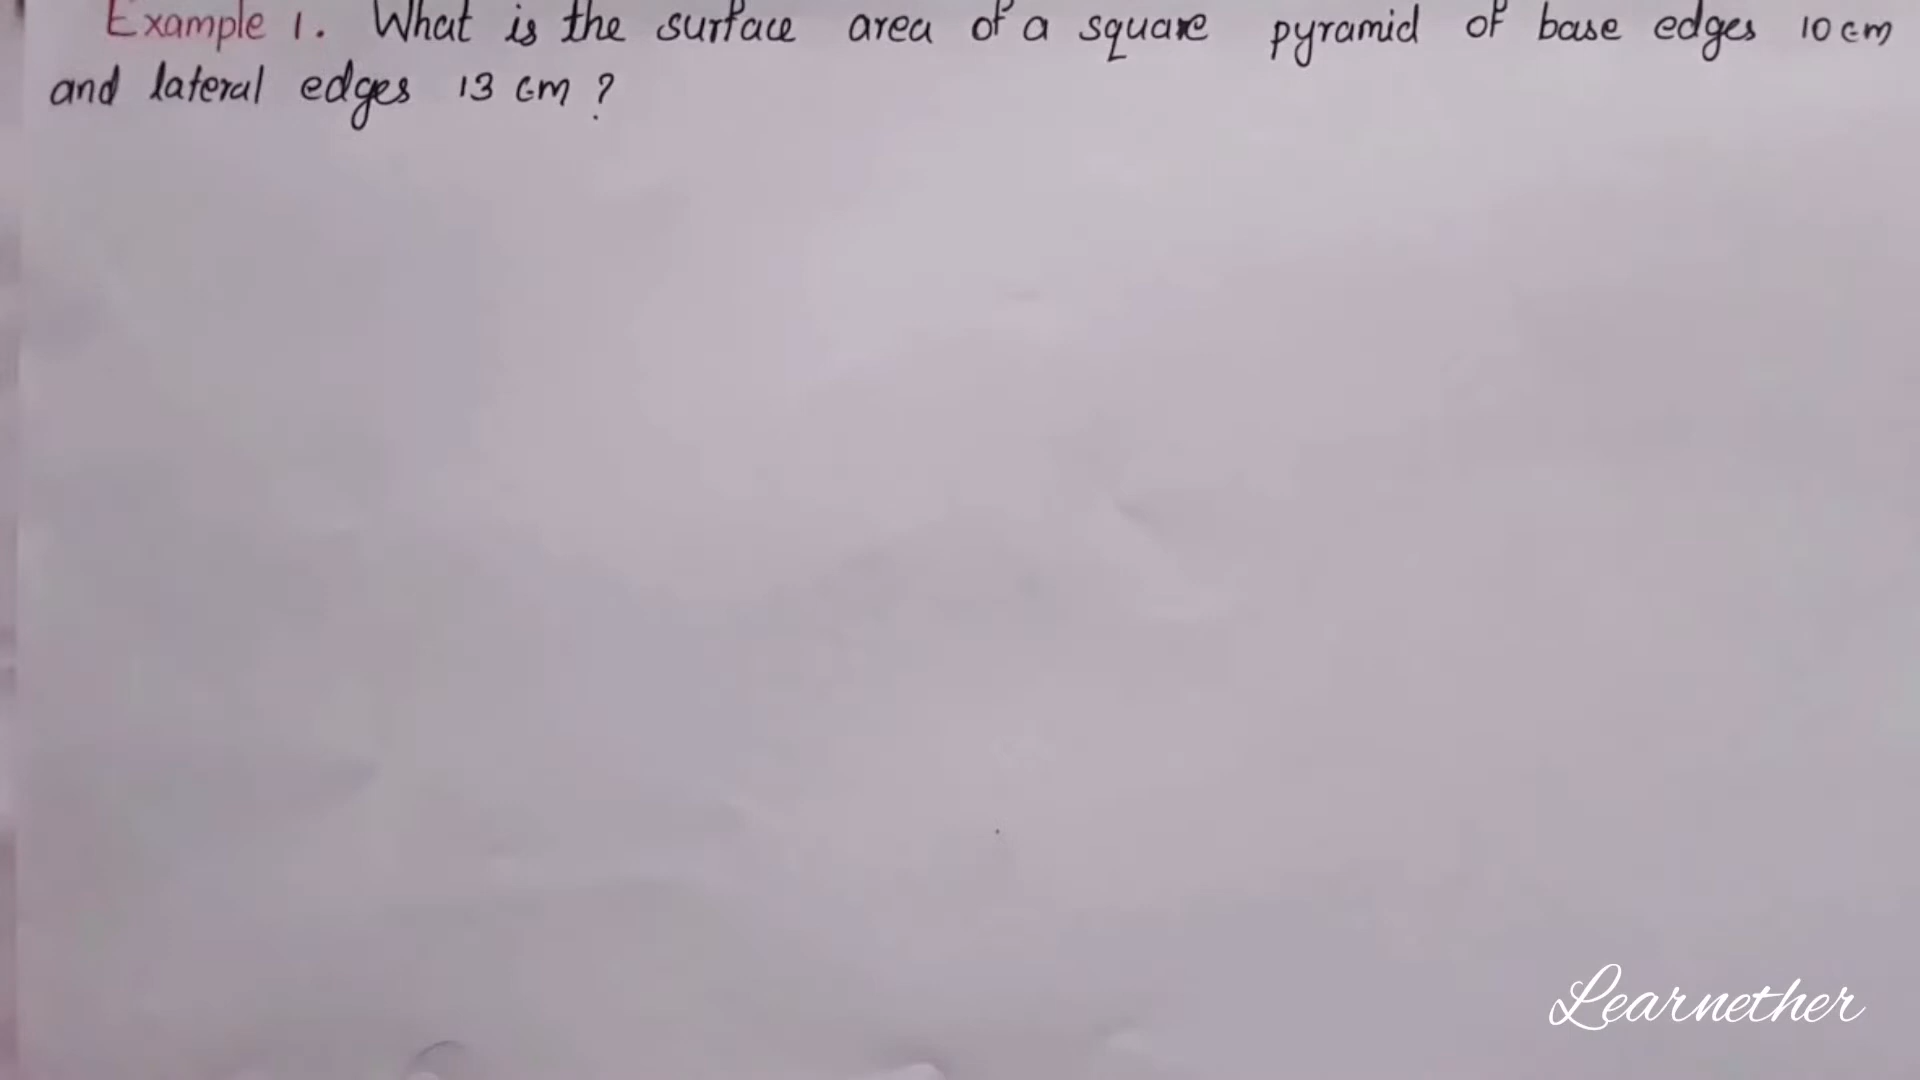 Example 1. What is the surface area of a square pyramid of base edges 10 cm
and lateral edges 13 cm ?
Learnether